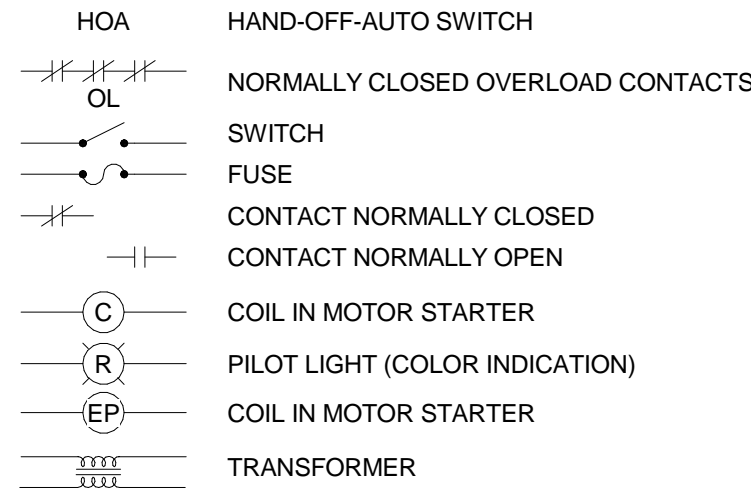 HOA HAND-OFF-AUTO SWITCH
NORMALLY CLOSED OVERLOAD CONTACTS
OL
SWITCH
FUSE
CONTACT NORMALLY CLOSED
CONTACT NORMALLY OPEN
C COIL IN MOTOR STARTER
R PILOT LIGHT (COLOR INDICATION)
EP COIL IN MOTOR STARTER
TRANSFORMER